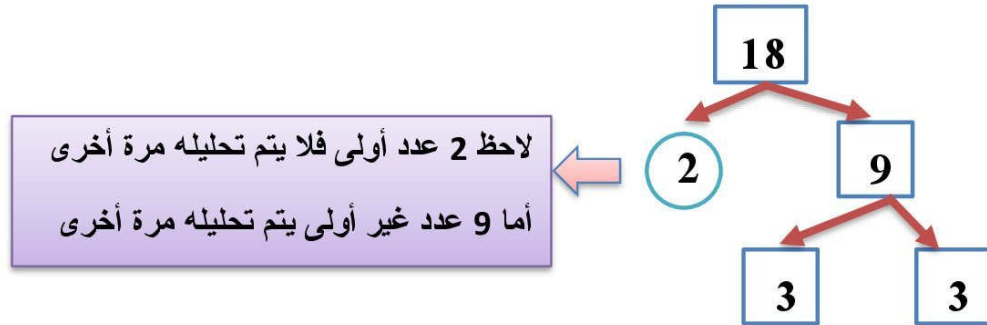 18
2
9
لاحظ 2 عدد أولى فلا يتم تحليله مرة أخرى
أما 9 عدد غير أولى يتم تحليله مرة أخرى
3
3